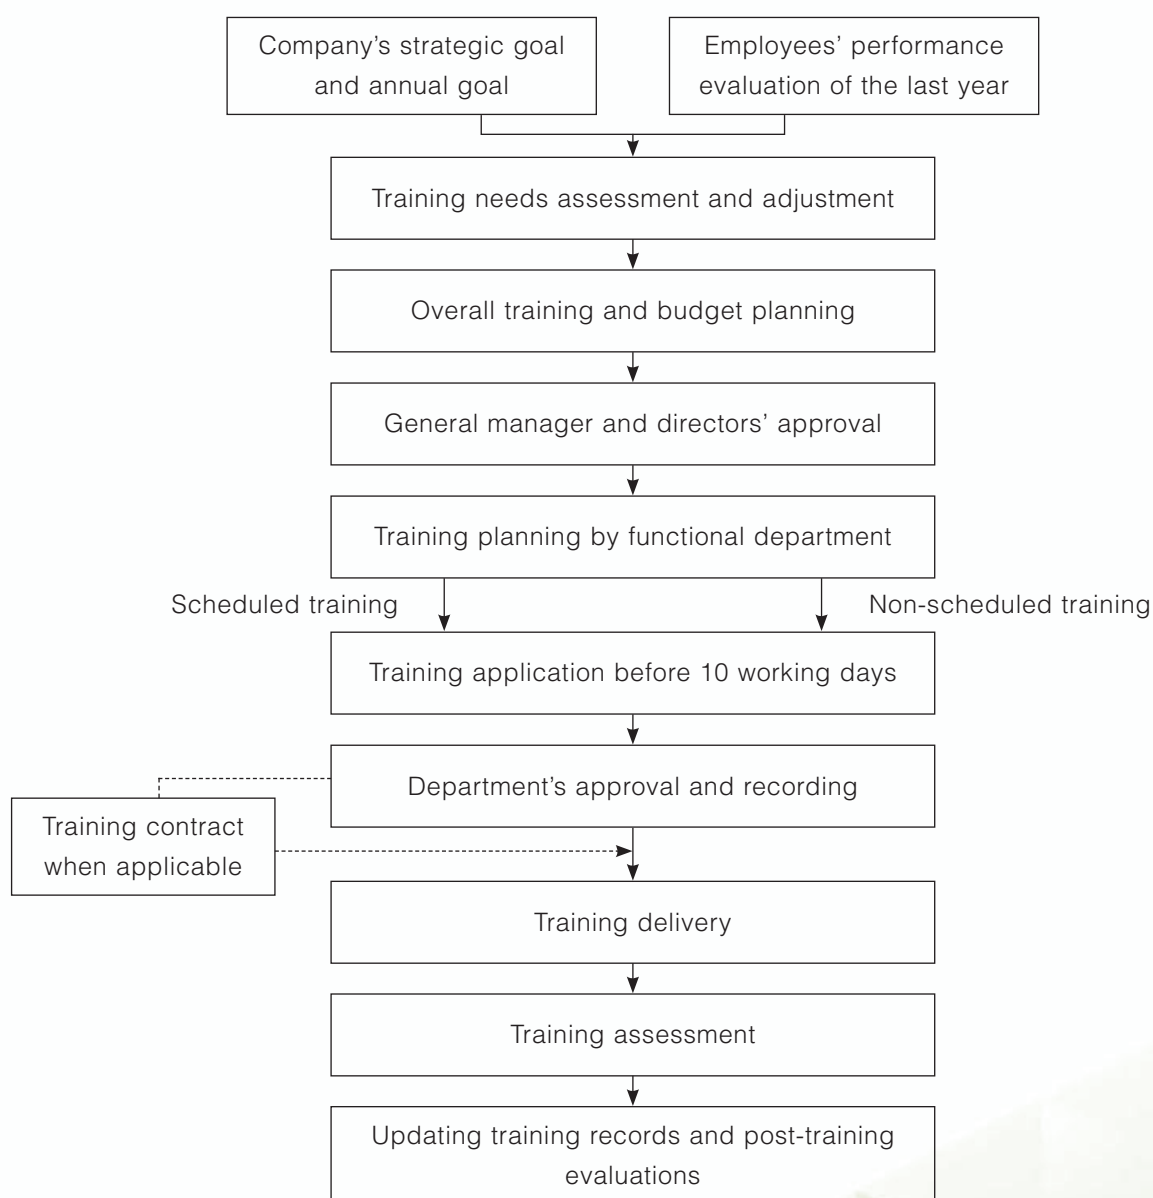 Company’s strategic goal
and annual goal
Employees’ performance
evaluation of the last year
Training needs assessment and adjustment
Overall training and budget planning
General manager and directors’ approval
Training planning by functional department
Scheduled training
Non-scheduled training
Training application before 10 working days
Department’s approval and recording
Training contract
when applicable
Training delivery
Training assessment
Updating training records and post-training
evaluations